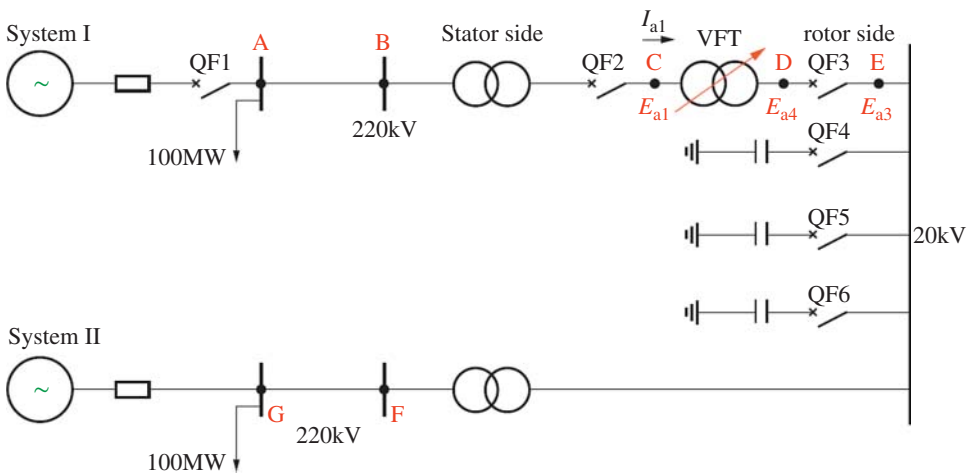 System I
QF1
A
B
Stator side
QF2
C
I_a1
VFT
D
rotor side
QF3
E
E_a1
E_a4
E_a3
220kV
100MW
QF4
QF5
20kV
QF6
System II
G
F
220kV
100MW